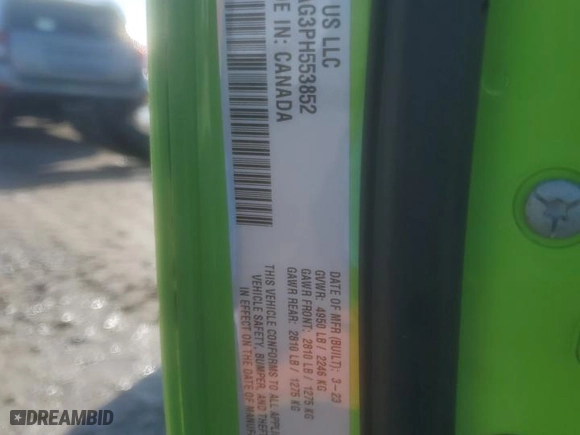 US LLC
AG3PH553852
DE IN: CANADA
DATE OF MFR (BUILT): 3-23
GVWR: 4950 LB / 2246 KG
GAWR FRONT: 2810 LB / 1275 KG
GAWR REAR: 2810 LB / 1275 KG
THIS VEHICLE CONFORMS TO ALL APPL
VEHICLE SAFETY, BUMPER, AND THEF
IN EFFECT ON THE DATE OF MANUF
DREAMBID